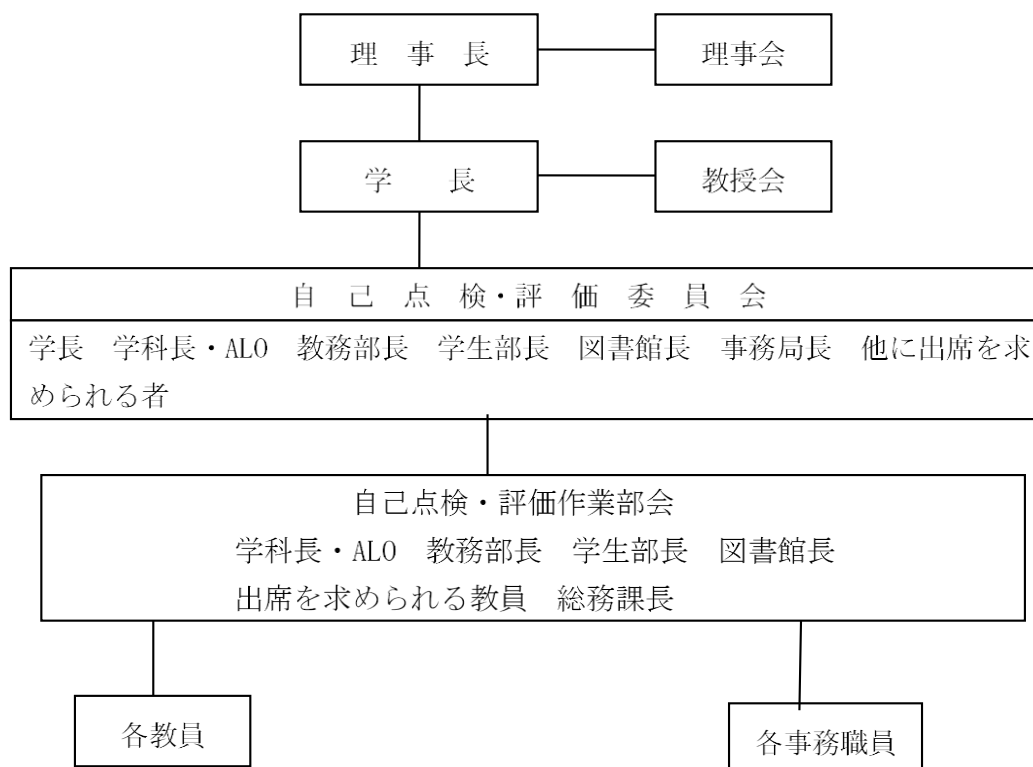 理　事　長
理事会
学　　長
教授会
自　己　点　検・評　価　委　員　会
学長　学科長・ALO　教務部長　学生部長　図書館長　事務局長　他に出席を求
められる者
自己点検・評価作業部会
学科長・ALO　教務部長　学生部長　図書館長
出席を求められる教員　総務課長
各教員
各事務職員